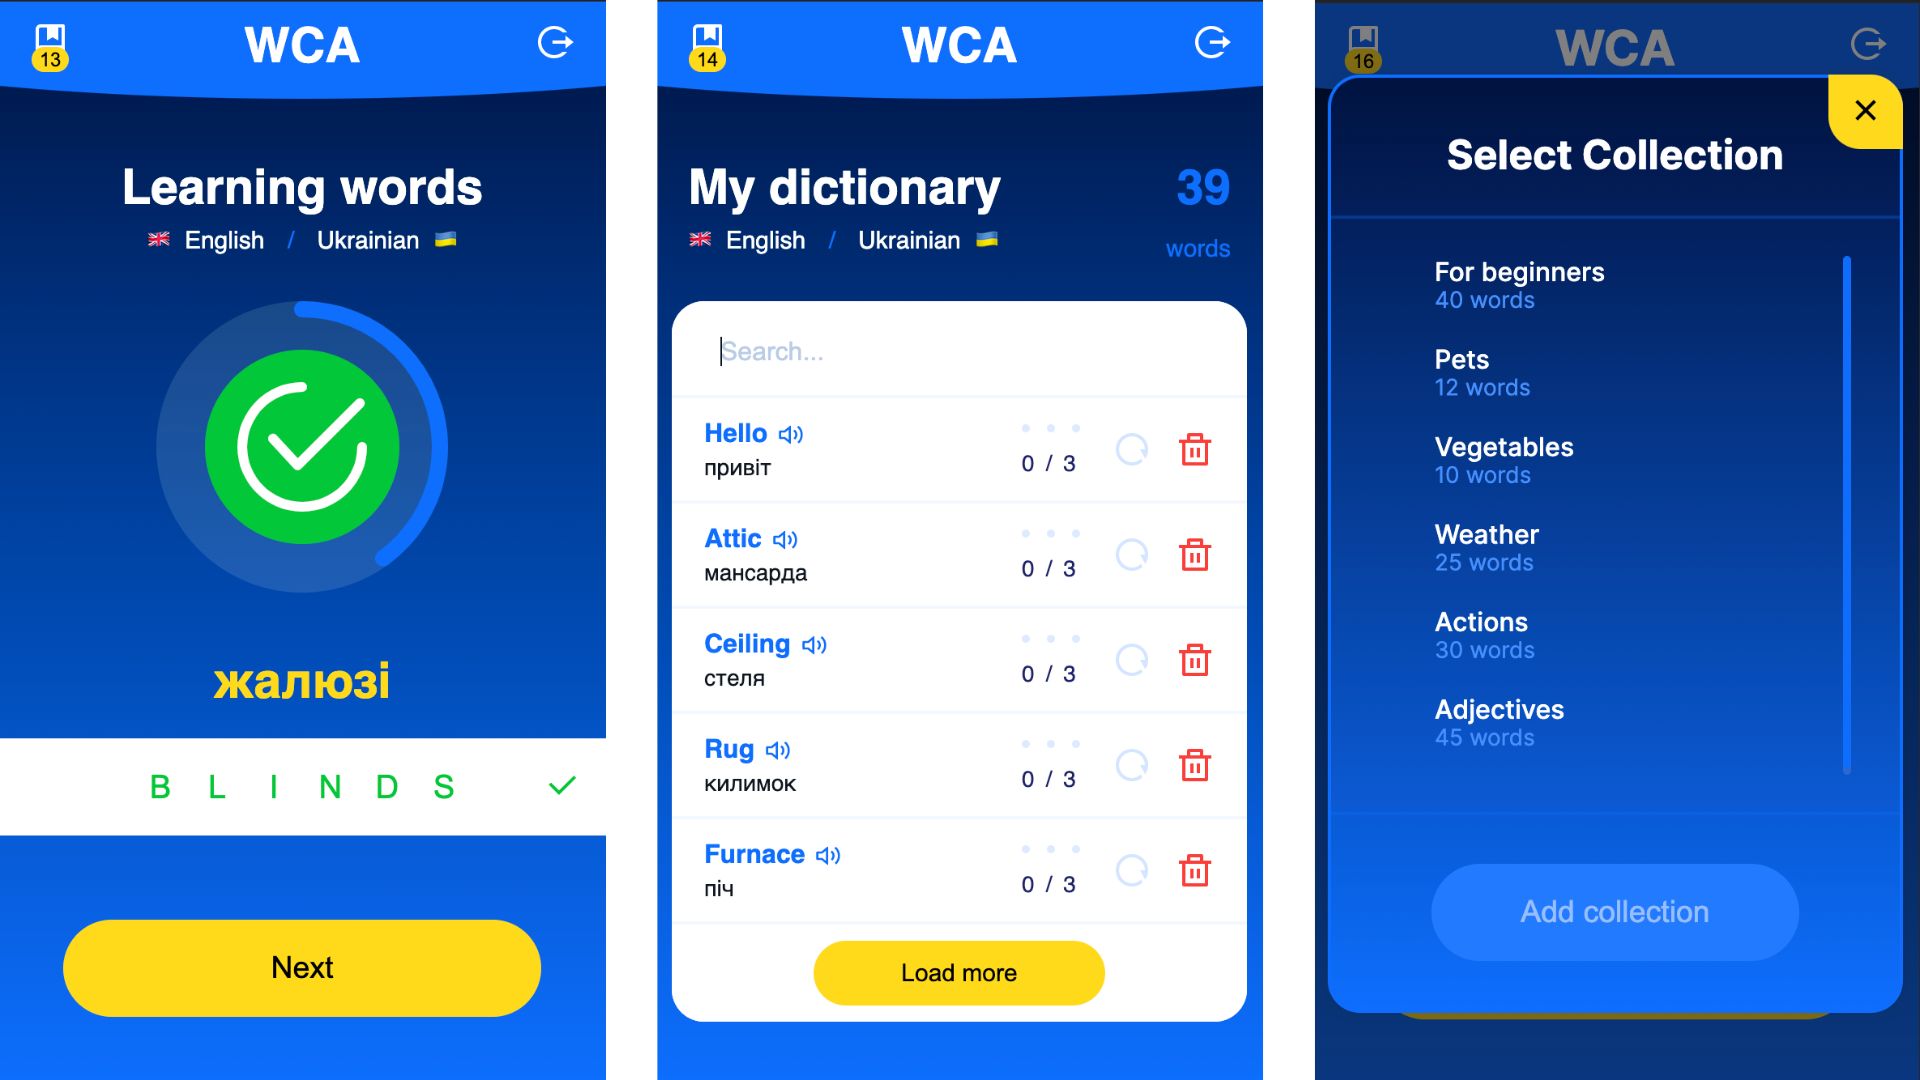 13
WCA
Learning words
English / Ukrainian
жалюзі
B L I N D S
Next
14
WCA
My dictionary
39
English / Ukrainian
words
Search...
Hello
привіт
0 / 3
Attic
мансарда
0 / 3
Ceiling
стеля
0 / 3
Rug
килимок
0 / 3
Furnace
піч
0 / 3
Load more
16
WCA
Select Collection
For beginners
40 words
Pets
12 words
Vegetables
10 words
Weather
25 words
Actions
30 words
Adjectives
45 words
Add collection